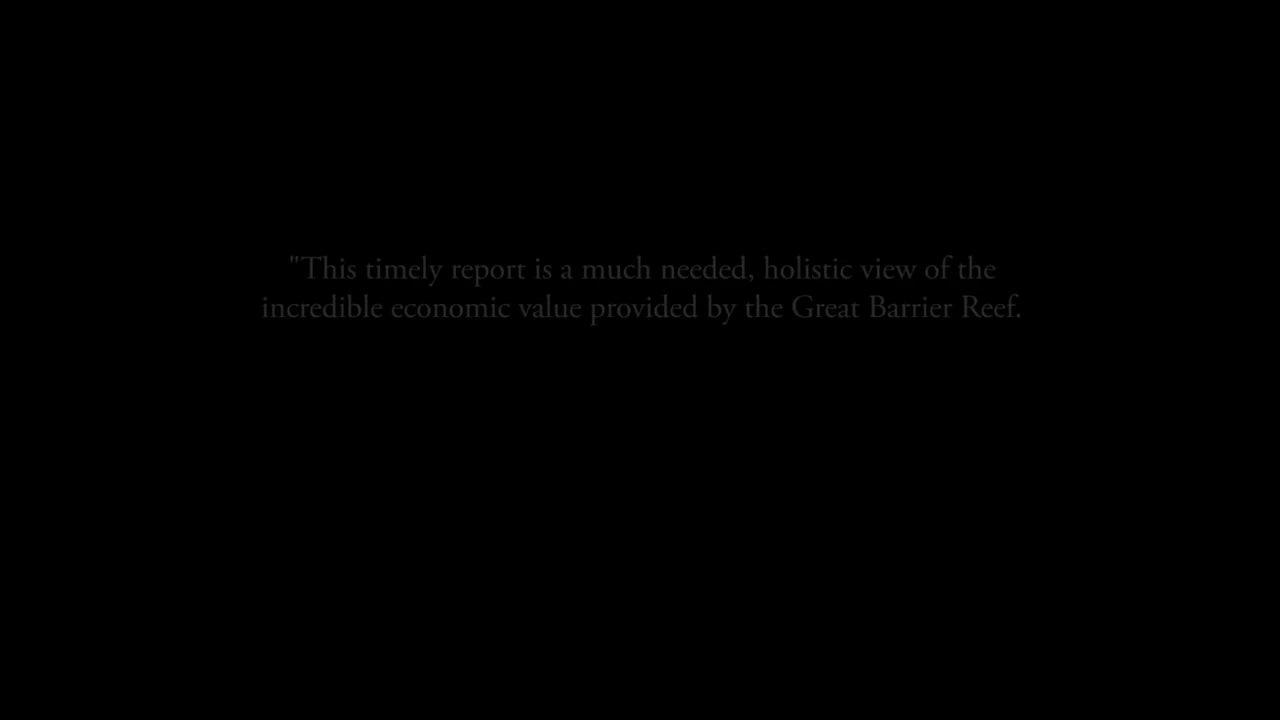 "This timely report is a much needed, holistic view of the
incredible economic value provided by the Great Barrier Reef.